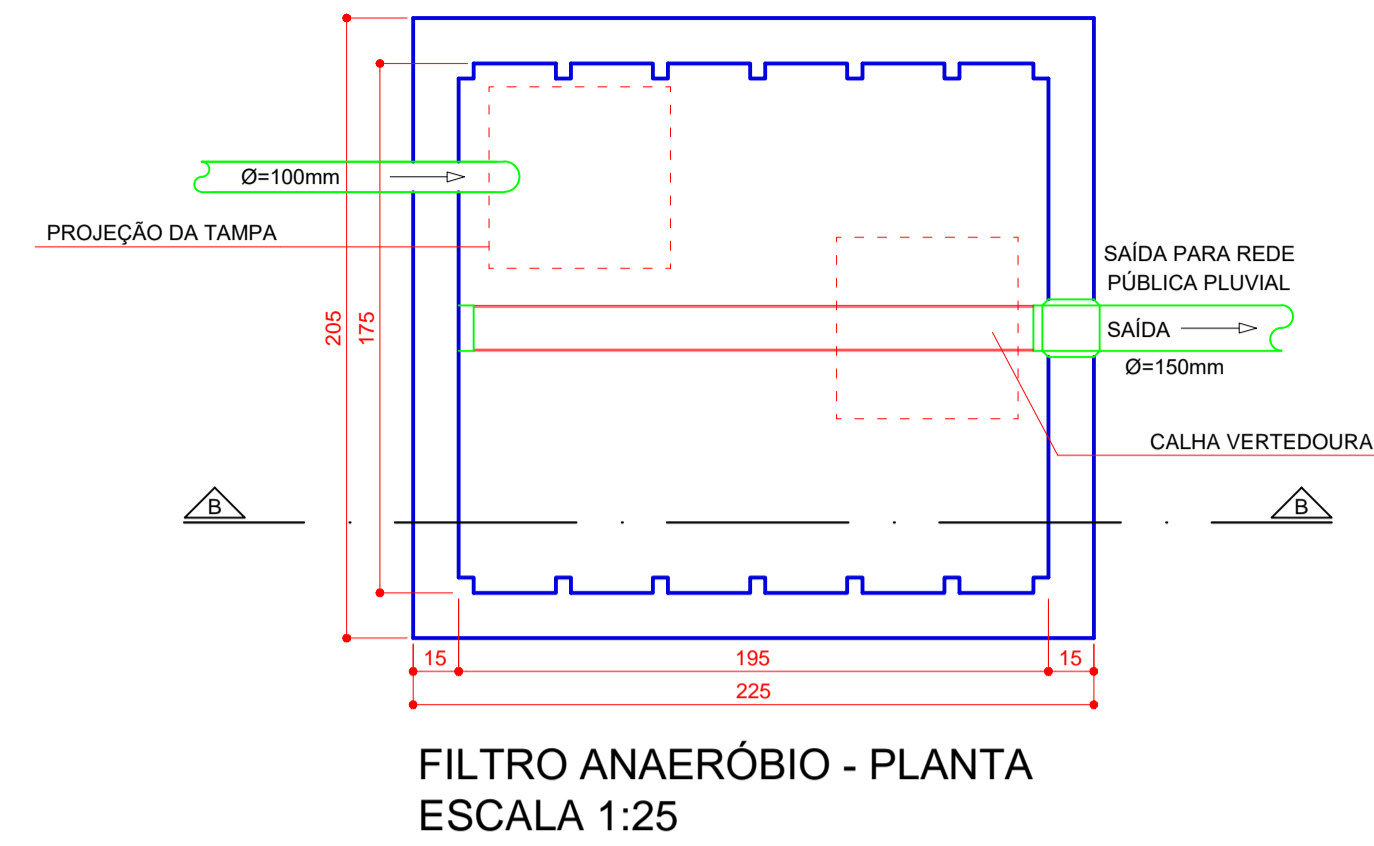 Ø=100mm
PROJEÇÃO DA TAMPA
205
175
SAÍDA PARA REDE
PÚBLICA PLUVIAL
SAÍDA
Ø=150mm
CALHA VERTEDOURA
B
B
15
195
15
225
FILTRO ANAERÓBIO - PLANTA
ESCALA 1:25